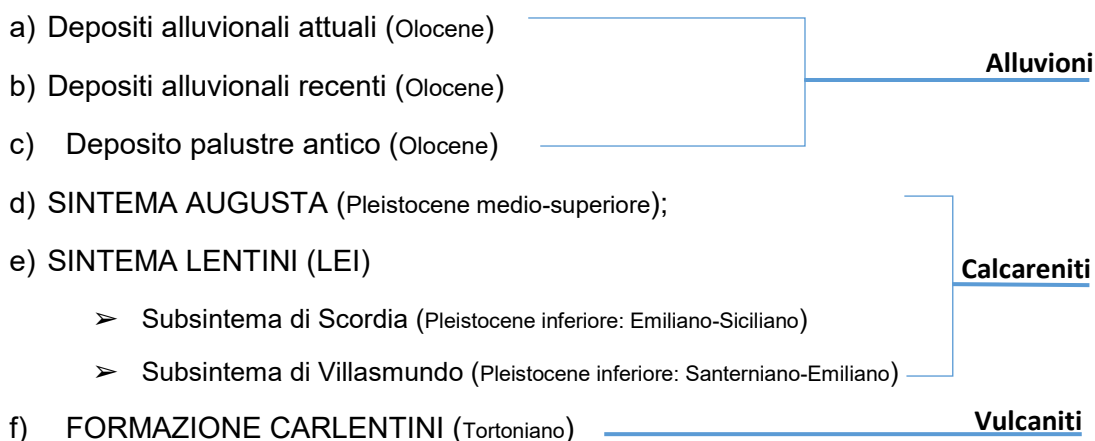 a) Depositi alluvionali attuali (Olocene)
Alluvioni
b) Depositi alluvionali recenti (Olocene)
c) Deposito palustre antico (Olocene)
d) SINTEMA AUGUSTA (Pleistocene medio-superiore);
e) SINTEMA LENTINI (LEI)
Calcareniti
➢ Subsintema di Scordia (Pleistocene inferiore: Emiliano-Siciliano)
➢ Subsintema di Villasmundo (Pleistocene inferiore: Santerniano-Emiliano)
f) FORMAZIONE CARLENTINI (Tortoniano)
Vulcaniti